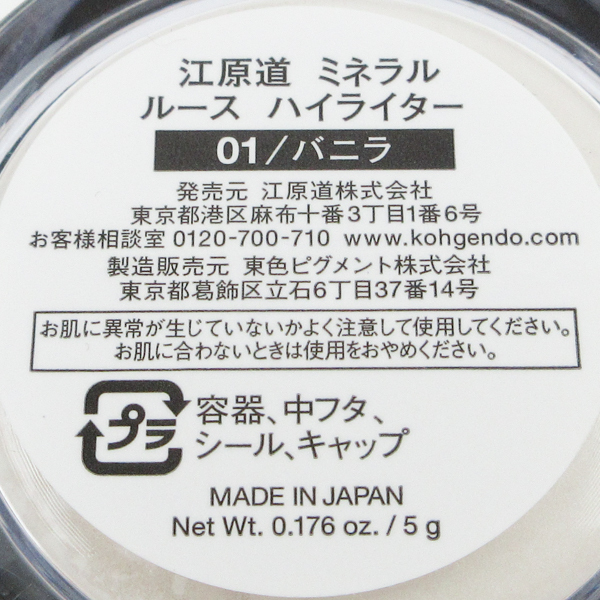 江原道 ミネラル
ルース ハイライター
01/バニラ
発売元 江原道株式会社
東京都港区麻布十番3丁目1番6号
お客様相談室 0120-700-710 www.kohgendo.com
製造販売元 東色ピグメント株式会社
東京都葛飾区立石6丁目37番14号
お肌に異常が生じていないかよく注意して使用してください。
お肌に合わないときは使用をおやめください。
プラ 容器、中フタ、
シール、キャップ
MADE IN JAPAN
Net Wt. 0.176 oz. / 5 g